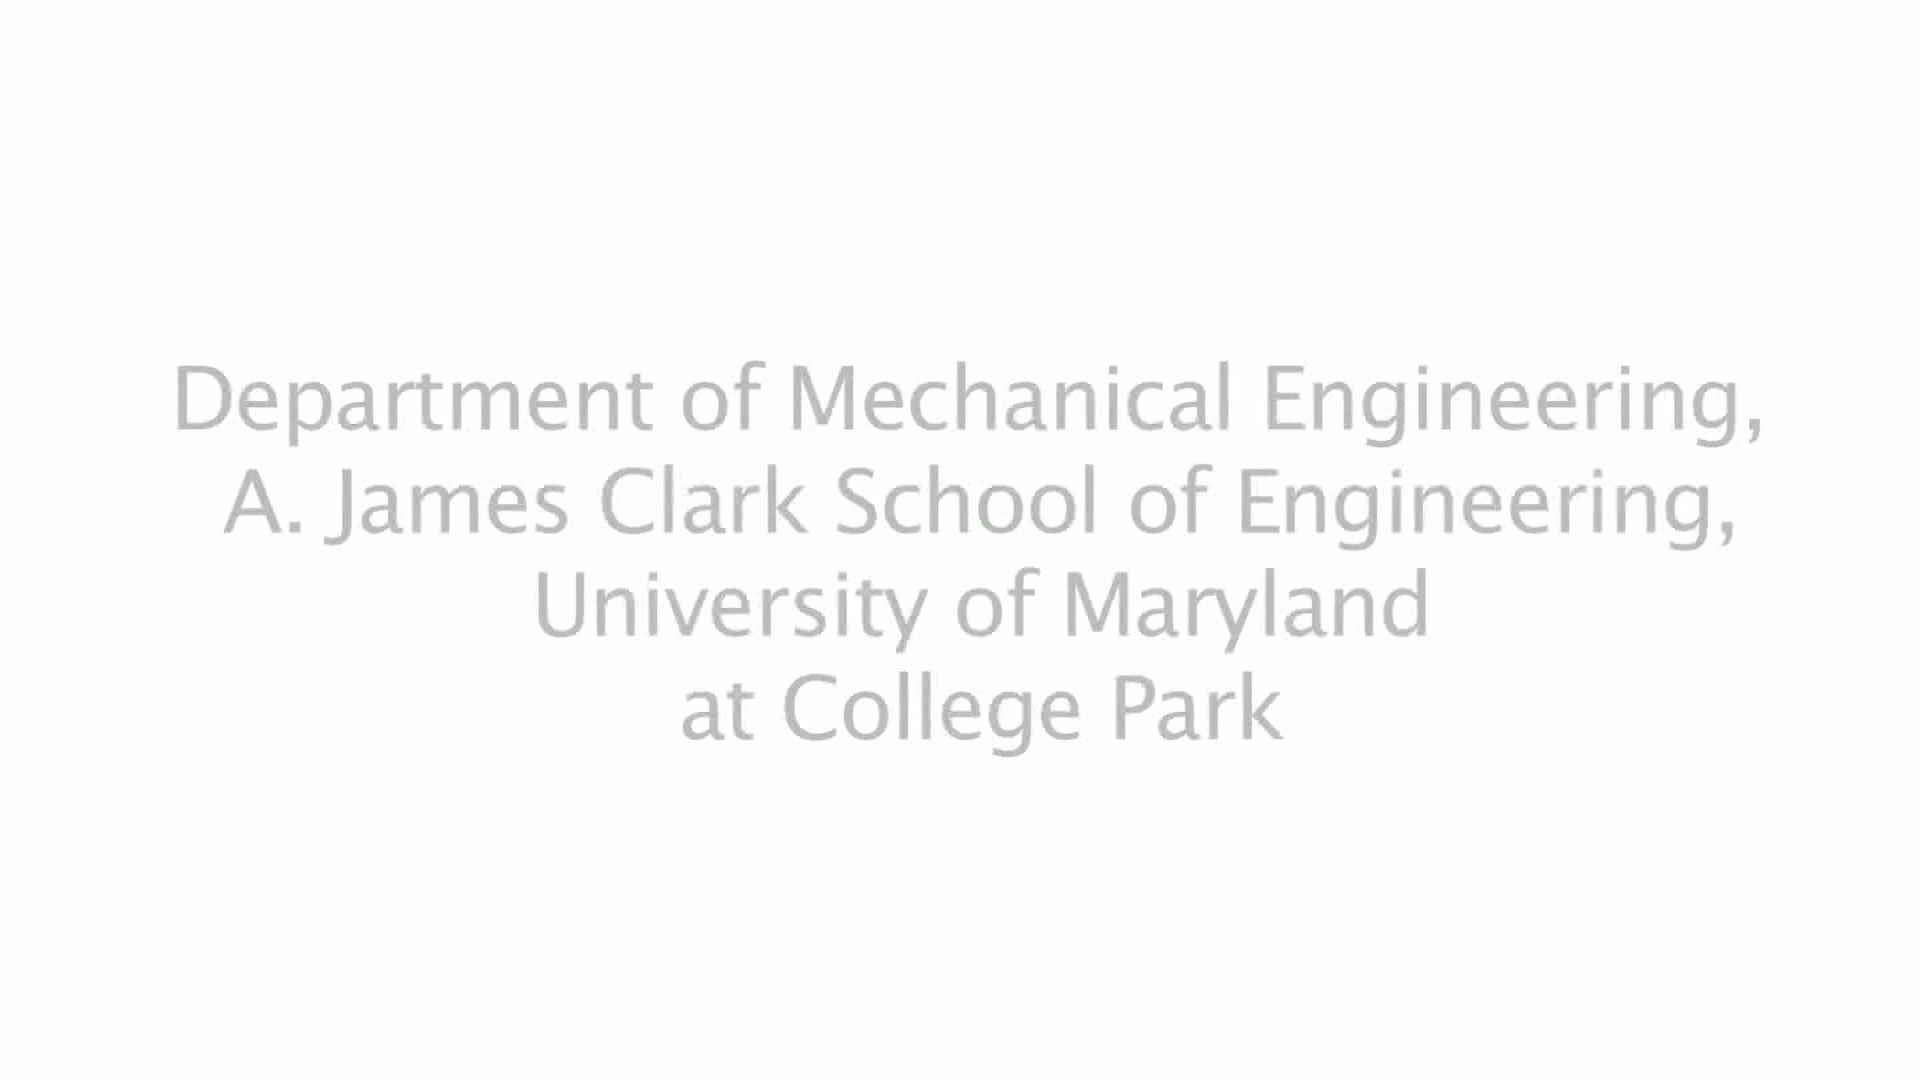 Department of Mechanical Engineering,
A. James Clark School of Engineering,
University of Maryland
at College Park